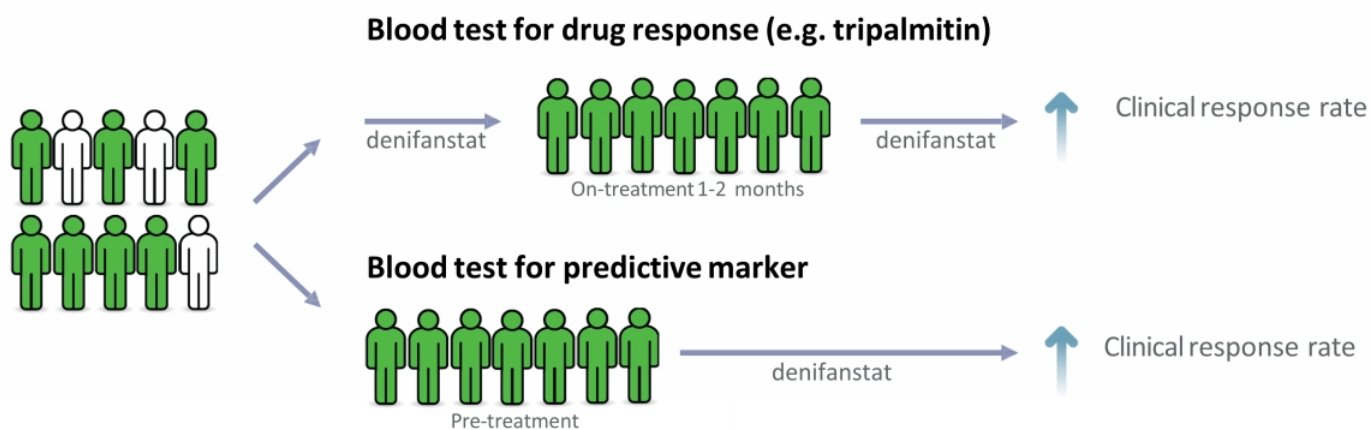 Blood test for drug response (e.g. tripalmitin)
denifanstat
On-treatment 1-2 months
denifanstat
Clinical response rate
Blood test for predictive marker
Pre-treatment
denifanstat
Clinical response rate